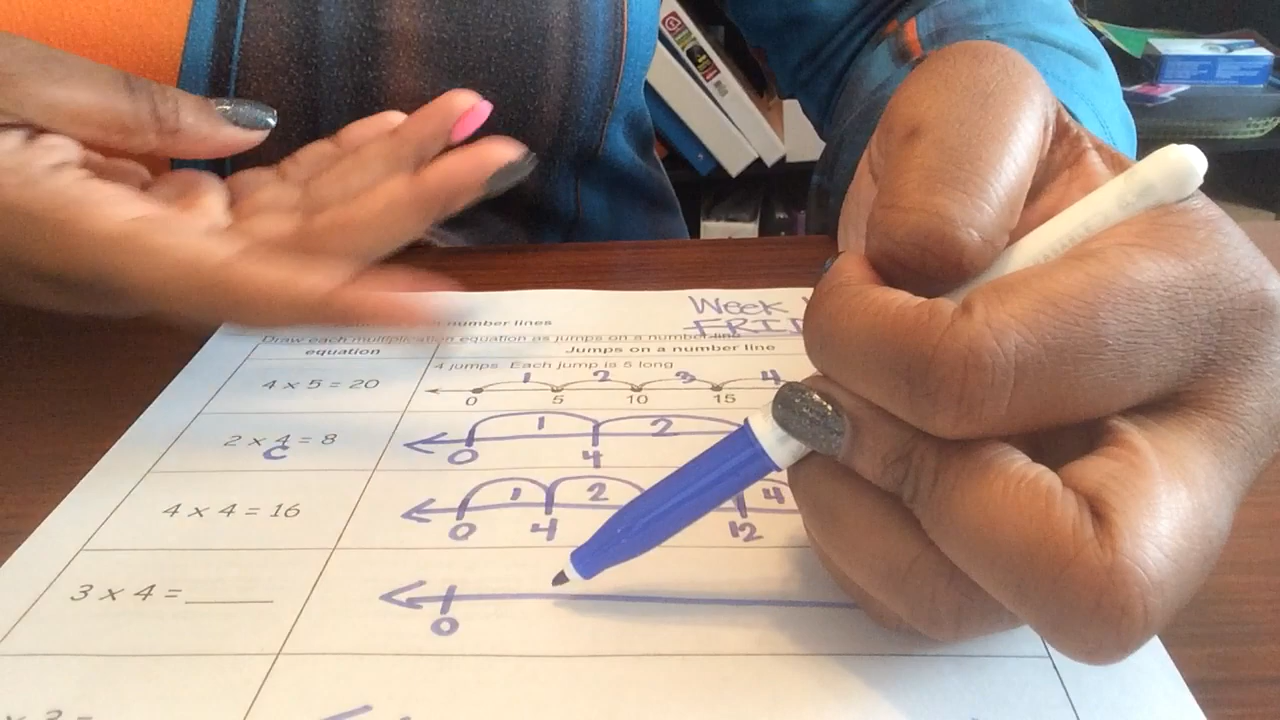 Week
FRI
number lines
Draw each multiplication equation as jumps on a number line
equation
Jumps on a number line
4 jumps. Each jump is 5 long
4 x 5 = 20
1 2 3 4
0 5 10 15
2 x 4 = 8
C
1 2
0 4
4 x 4 = 16
1 2 4
0 4 12
3 x 4 = ______
0